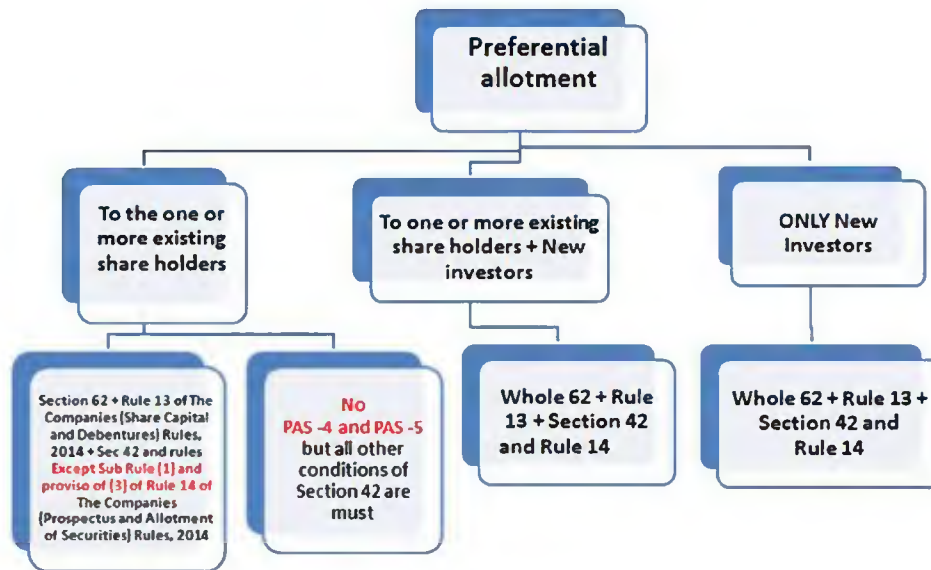 Preferential
allotment
To the one or
more existing
share holders
To one or more existing
share holders + New
investors
ONLY New
Investors
Section 62 + Rule 13 of The
Companies (Share Capital
and Debentures) Rules,
2014 + Sec 42 and rules
Except Sub Rule (1) and
proviso of (3) of Rule 14 of
The Companies
(Prospectus and Allotment
of Securities) Rules, 2014
No
PAS -4 and PAS -5
but all other
conditions of
Section 42 are
must
Whole 62 + Rule
13 + Section 42
and Rule 14
Whole 62 + Rule 13 +
Section 42 and
Rule 14